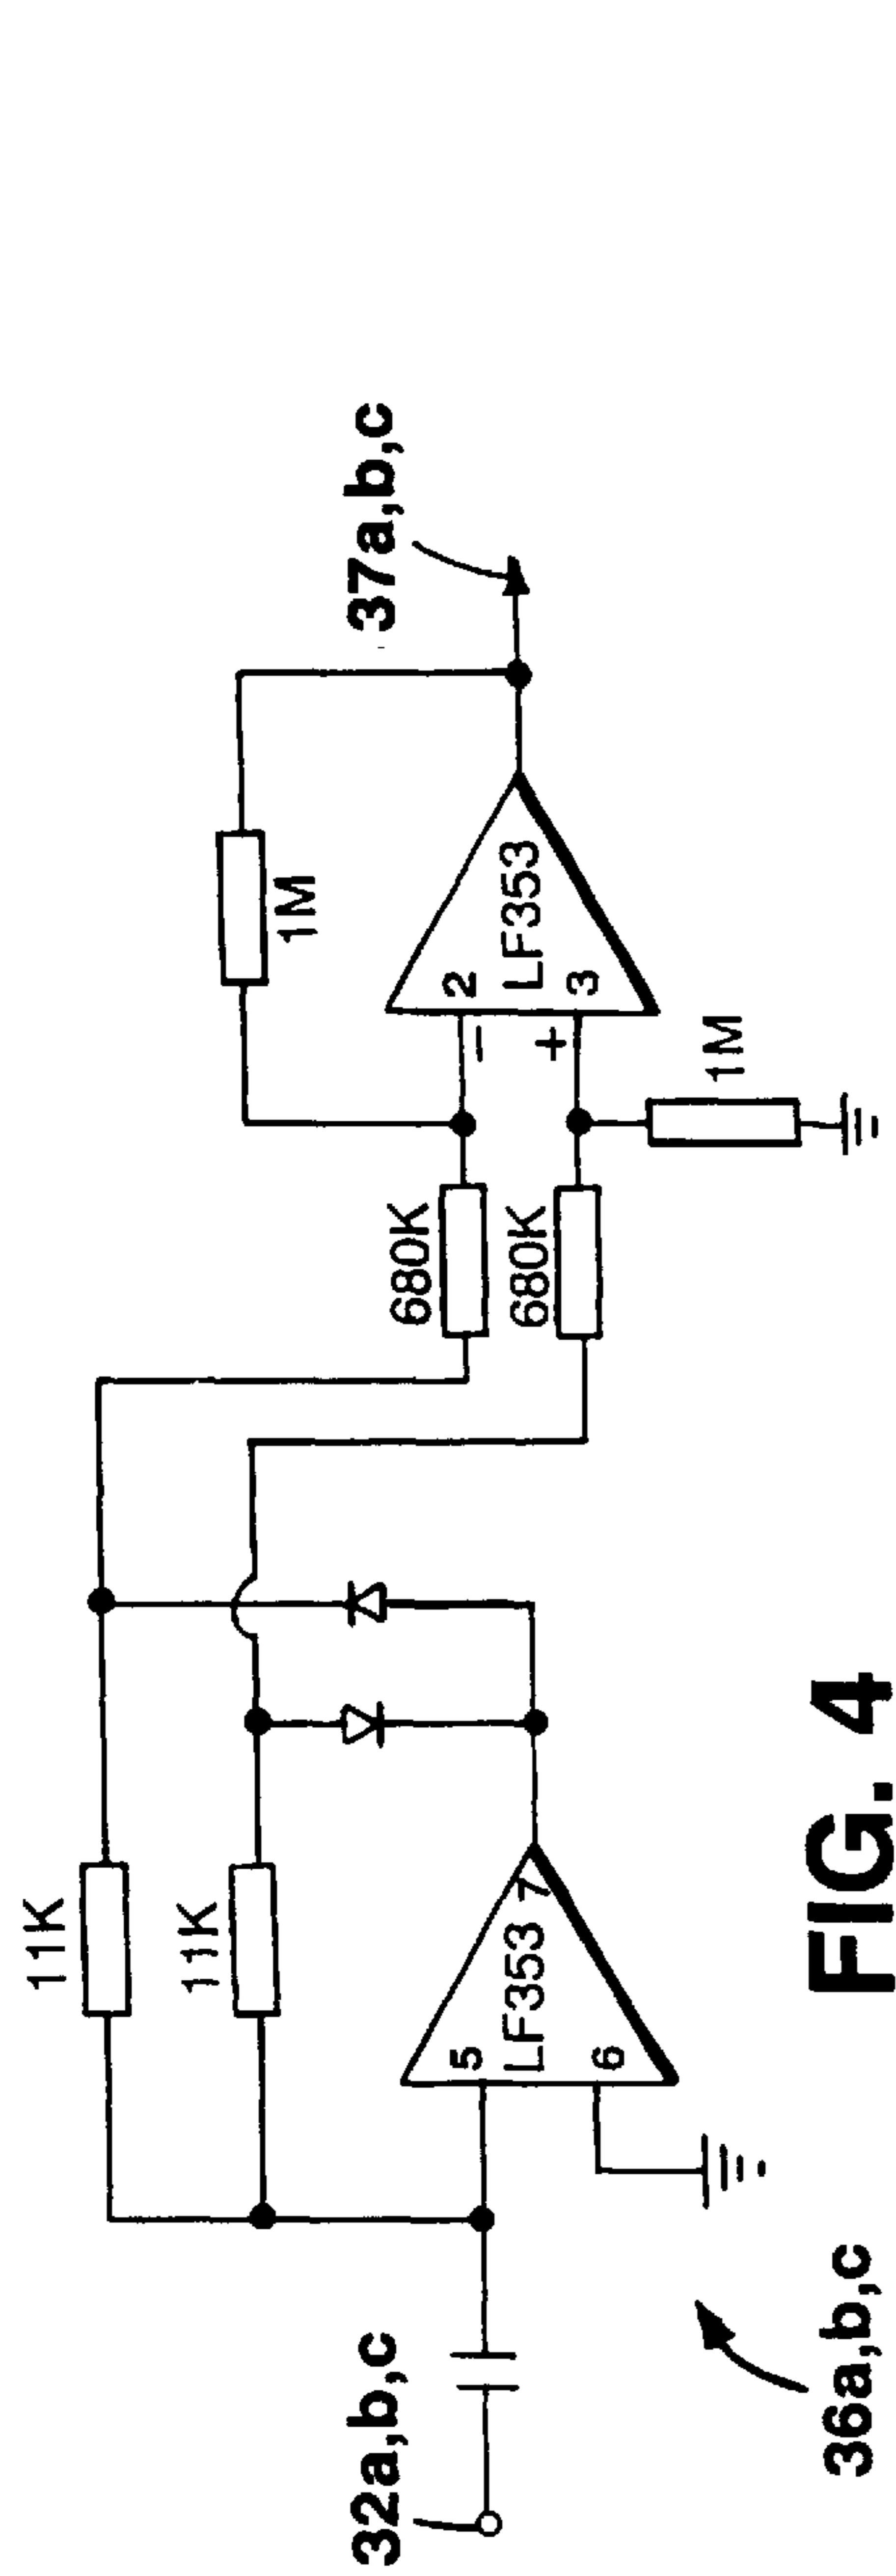 11K
11K
1M
32a,b,c
5
LF353
7
6
680K
680K
2
−
LF353
+
3
1M
37a,b,c
36a,b,c
FIG. 4